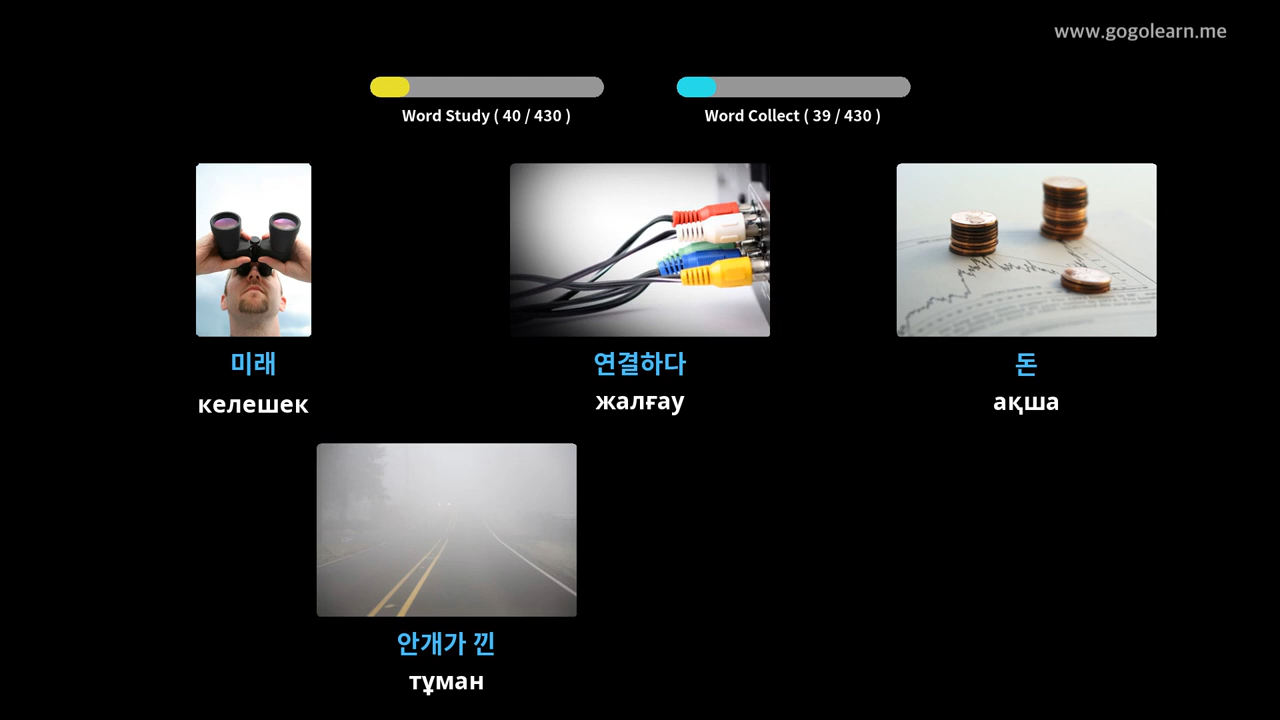 www.gogolearn.me
Word Study ( 40 / 430 )
Word Collect ( 39 / 430 )
미래
келешек
연결하다
жалғау
돈
ақша
안개가 낀
тұман